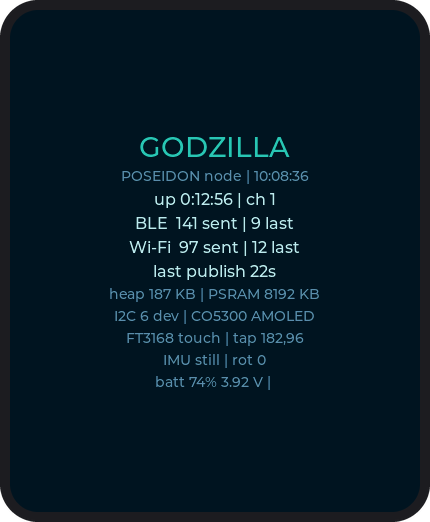 GODZILLA
POSEIDON node | 10:08:36
up 0:12:56 | ch 1
BLE  141 sent | 9 last
Wi-Fi  97 sent | 12 last
last publish 22s
heap 187 KB | PSRAM 8192 KB
I2C 6 dev | CO5300 AMOLED
FT3168 touch | tap 182,96
IMU still | rot 0
batt 74% 3.92 V |